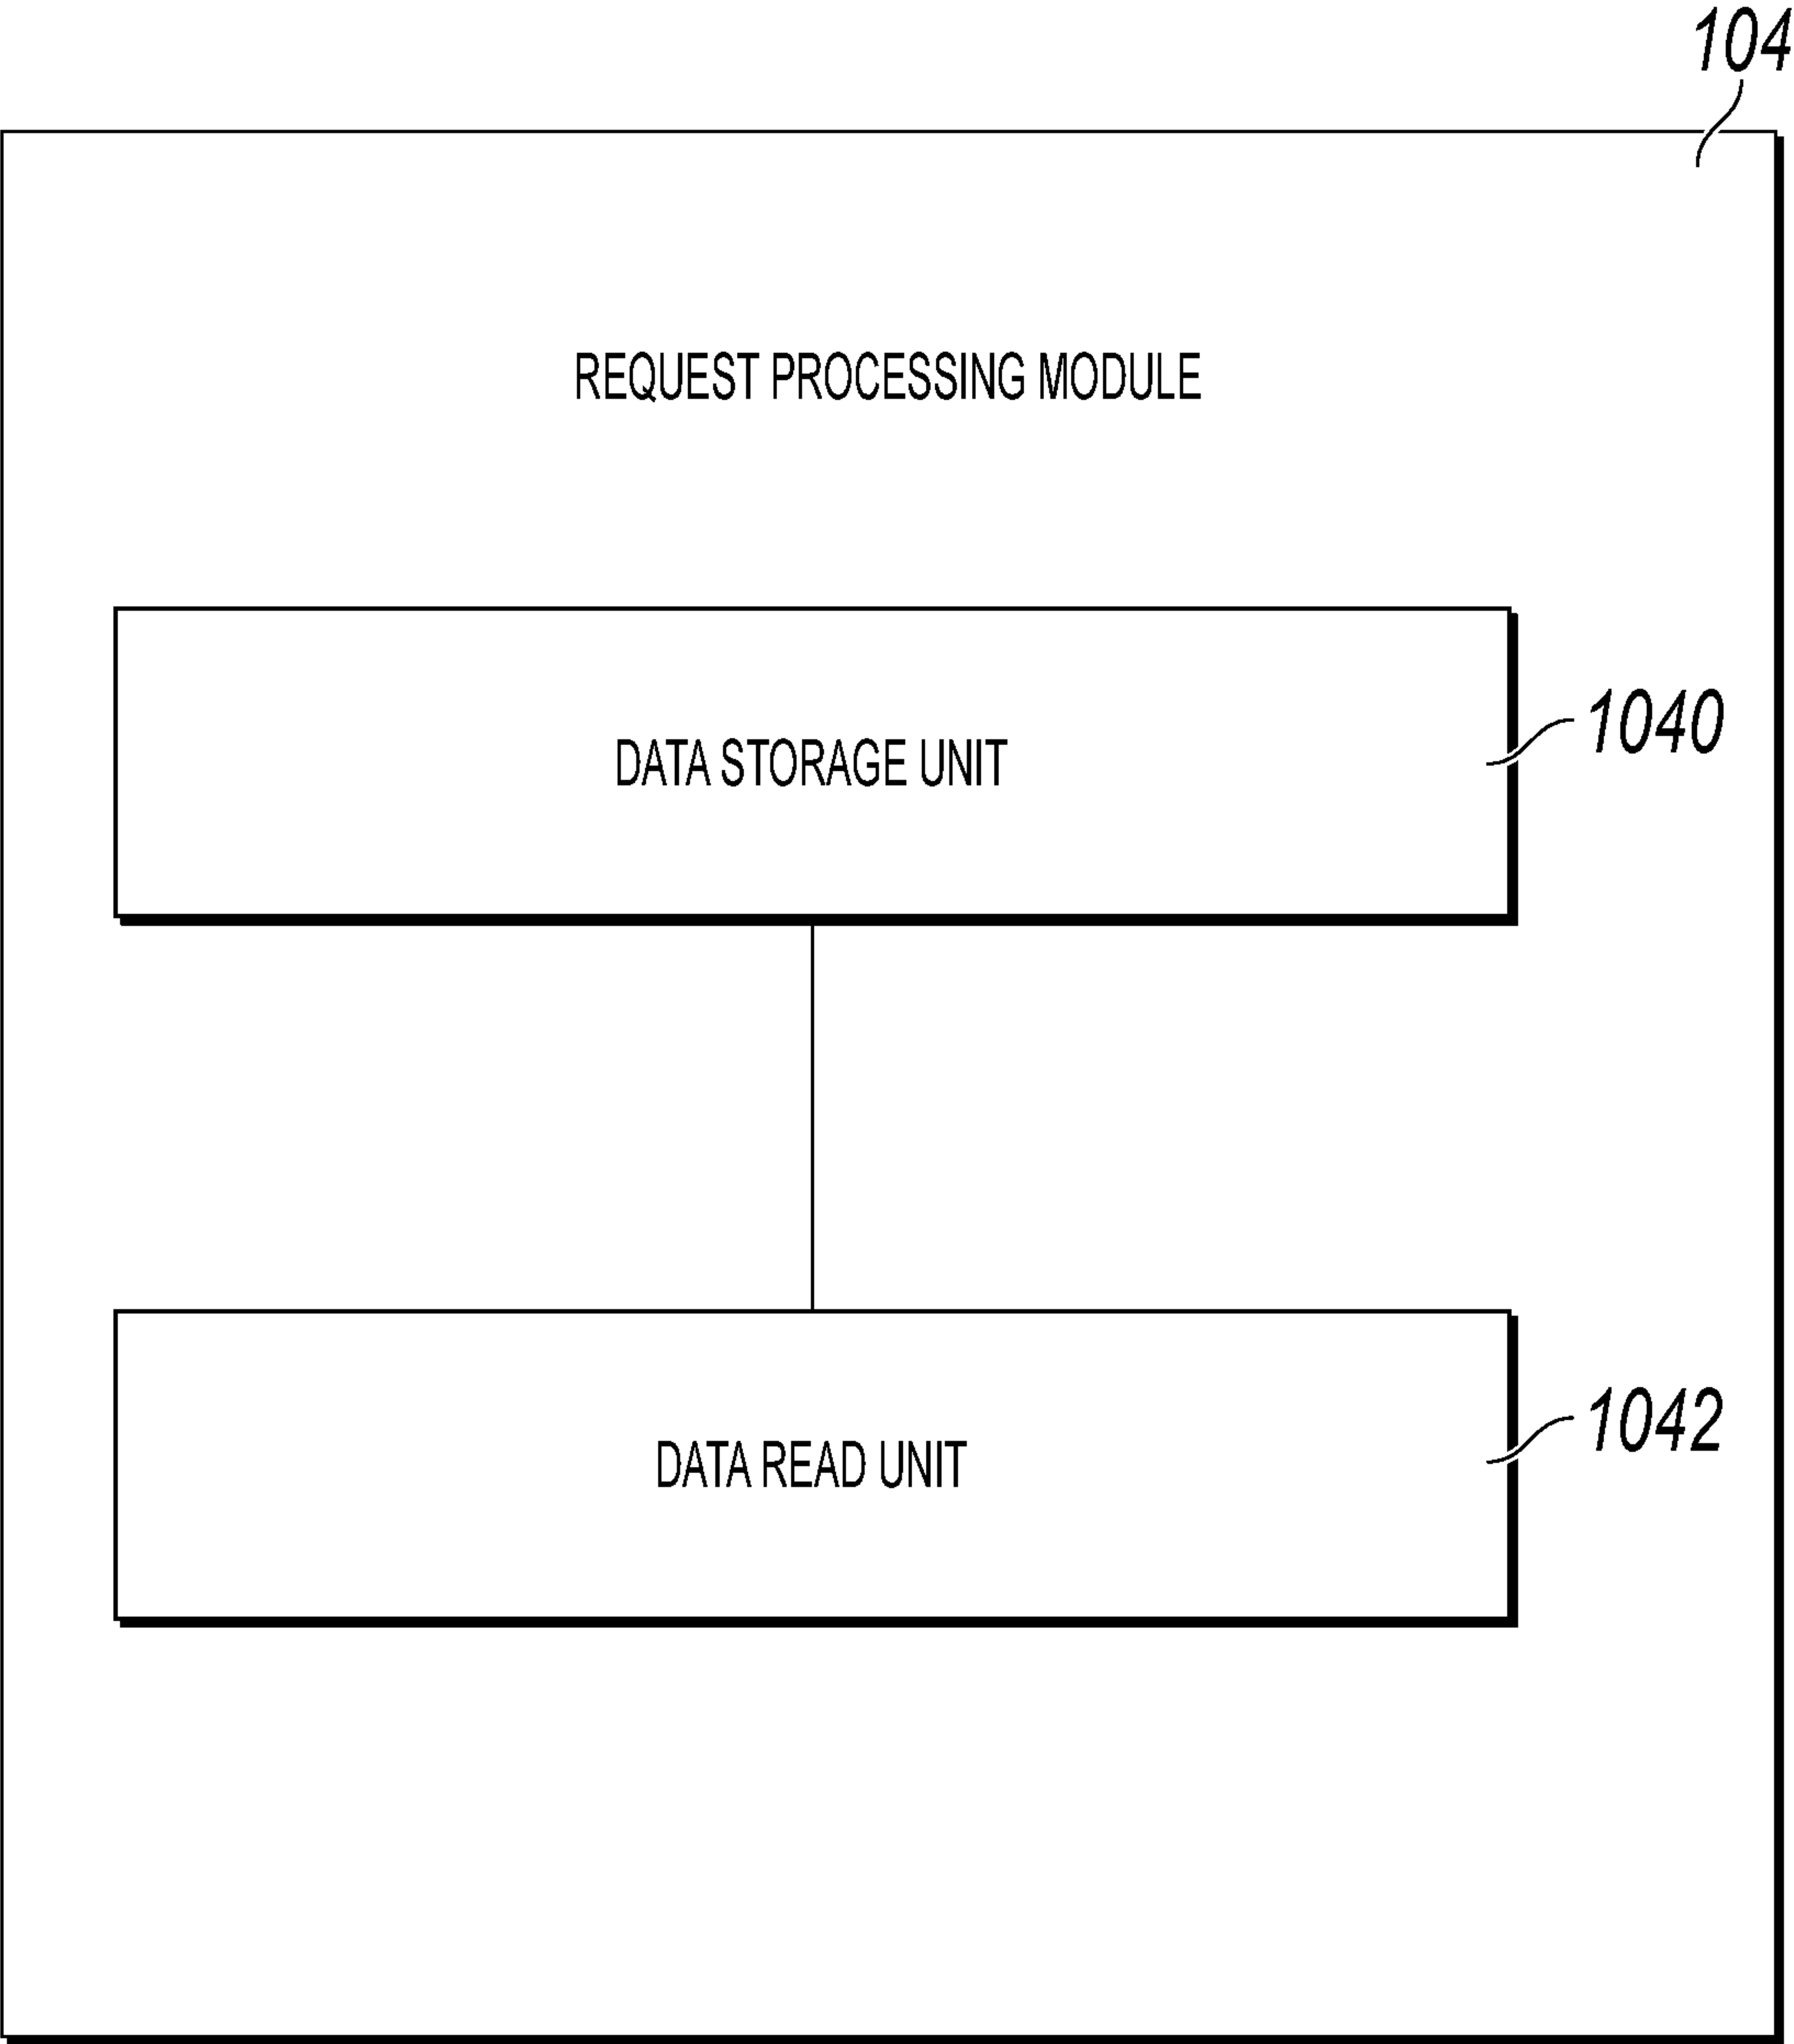 104
REQUEST PROCESSING MODULE
DATA STORAGE UNIT
1040
DATA READ UNIT
1042